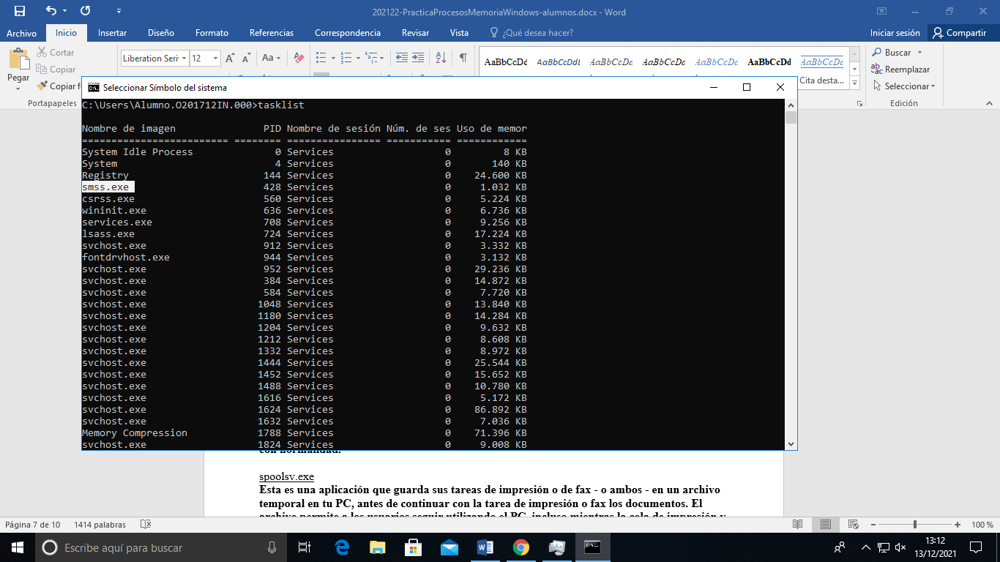 202122-PracticaProcesosMemoriaWindows-alumnos.docx - Word
Archivo Inicio Insertar Diseño Formato Referencias Correspondencia Revisar Vista ¿Qué desea hacer? Iniciar sesión Compartir
Cortar
Copiar
Copiar f
Pegar
Portapapeles
Liberation Seri 12
Aa
AaBbCcDd AaBbCcDdE AaBbCcDc AaBbCcDc AaBbCcDc AaBbCcDd AaBbCcDc
Cita desta...
Buscar
Reemplazar
Seleccionar
Edición
Seleccionar Símbolo del sistema
C:\Users\Alumno.O201712IN.000>tasklist
Nombre de imagen PID Nombre de sesión Núm. de ses Uso de memor
========================= ======== ================ =========== ============
System Idle Process 0 Services 0 8 KB
System 4 Services 0 140 KB
Registry 144 Services 0 24.600 KB
smss.exe 428 Services 0 1.032 KB
csrss.exe 560 Services 0 5.224 KB
wininit.exe 636 Services 0 6.736 KB
services.exe 708 Services 0 9.256 KB
lsass.exe 724 Services 0 17.224 KB
svchost.exe 912 Services 0 3.332 KB
fontdrvhost.exe 944 Services 0 3.132 KB
svchost.exe 952 Services 0 29.236 KB
svchost.exe 384 Services 0 14.872 KB
svchost.exe 584 Services 0 7.720 KB
svchost.exe 1048 Services 0 13.840 KB
svchost.exe 1180 Services 0 14.284 KB
svchost.exe 1204 Services 0 9.632 KB
svchost.exe 1212 Services 0 8.608 KB
svchost.exe 1332 Services 0 8.972 KB
svchost.exe 1444 Services 0 25.544 KB
svchost.exe 1452 Services 0 15.652 KB
svchost.exe 1488 Services 0 10.780 KB
svchost.exe 1616 Services 0 5.172 KB
svchost.exe 1624 Services 0 86.892 KB
svchost.exe 1632 Services 0 7.036 KB
Memory Compression 1788 Services 0 71.396 KB
svchost.exe 1824 Services 0 9.008 KB
con normalidad.
spoolsv.exe
Esta es una aplicación que guarda sus tareas de impresión o de fax - o ambos - en un archivo
temporal en tu PC, antes de continuar con la tarea de impresión o fax los documentos. El
archivo permite a los usuarios seguir utilizando el PC, incluso mientras la cola de impresión y
Página 7 de 10 1414 palabras 100 %
Escribe aquí para buscar
13:12
13/12/2021